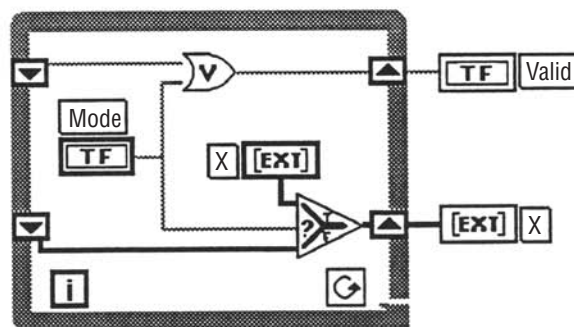 V
TF Valid
Mode
TF
X [EXT]
T
?
F
[EXT] X
i